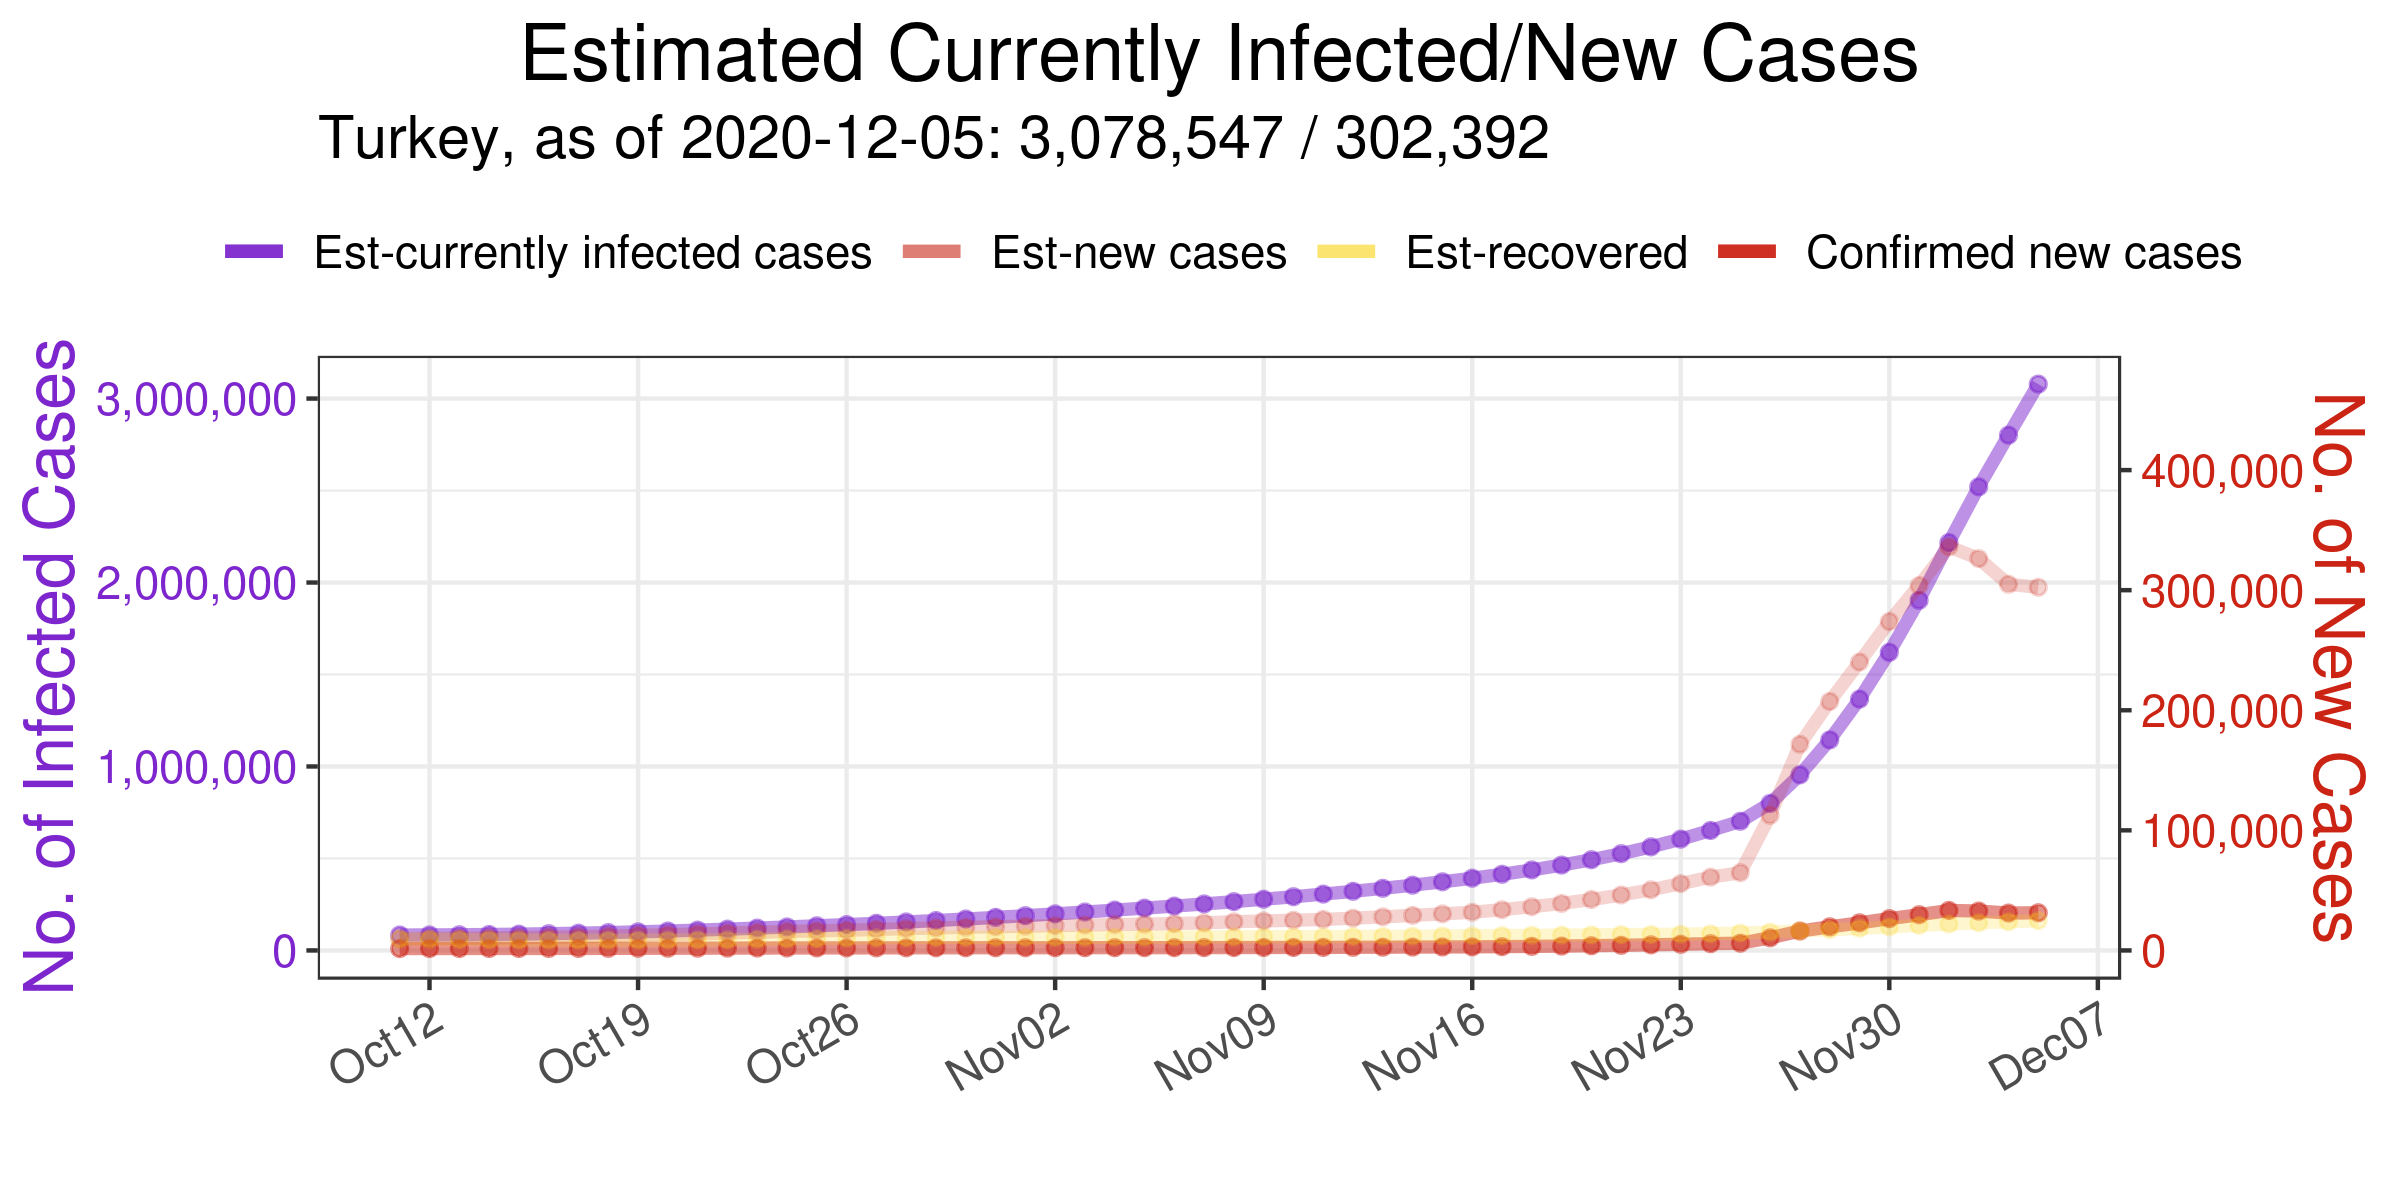 Estimated Currently Infected/New Cases
Turkey, as of 2020-12-05: 3,078,547 / 302,392
Est-currently infected cases Est-new cases Est-recovered Confirmed new cases
No. of Infected Cases
3,000,000
2,000,000
1,000,000
0
400,000
300,000
200,000
100,000
0
No. of New Cases
Oct12 Oct19 Oct26 Nov02 Nov09 Nov16 Nov23 Nov30 Dec07